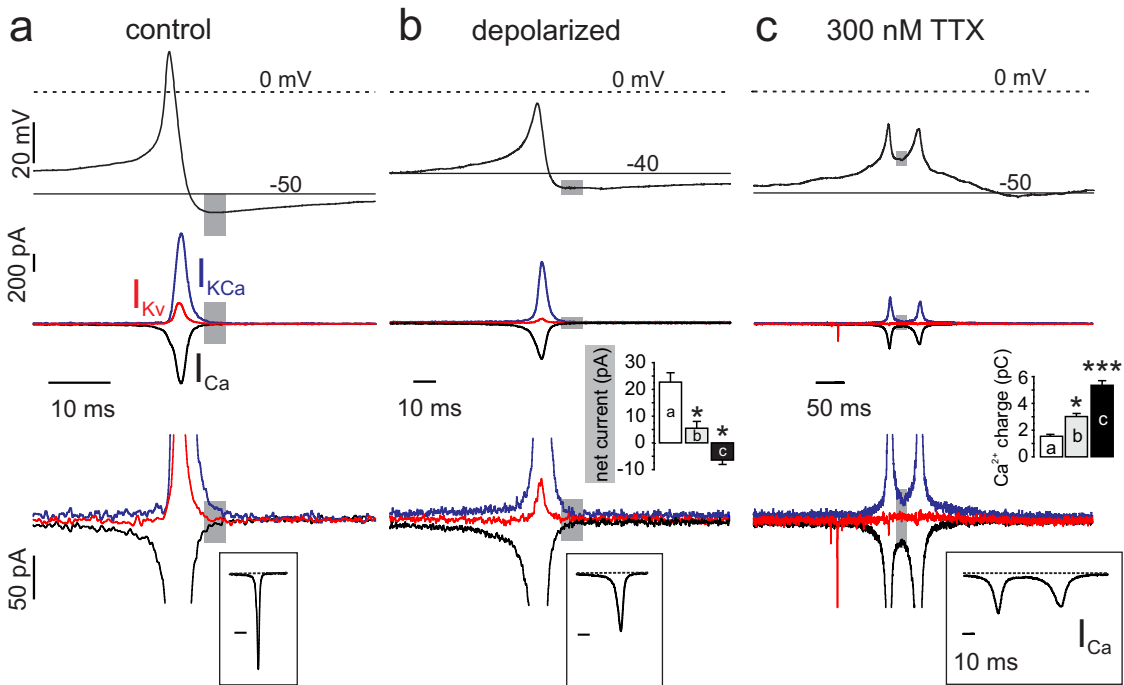 a control
b depolarized
c 300 nM TTX
0 mV
0 mV
0 mV
20 mV
-50
-40
-50
200 pA
I KCa
I Kv
I Ca
10 ms
10 ms
50 ms
net current (pA)
30
20
10
0
-10
a
* b
* c
Ca²⁺ charge (pC)
6
4
2
0
a
* b
*** c
50 pA
10 ms
I Ca